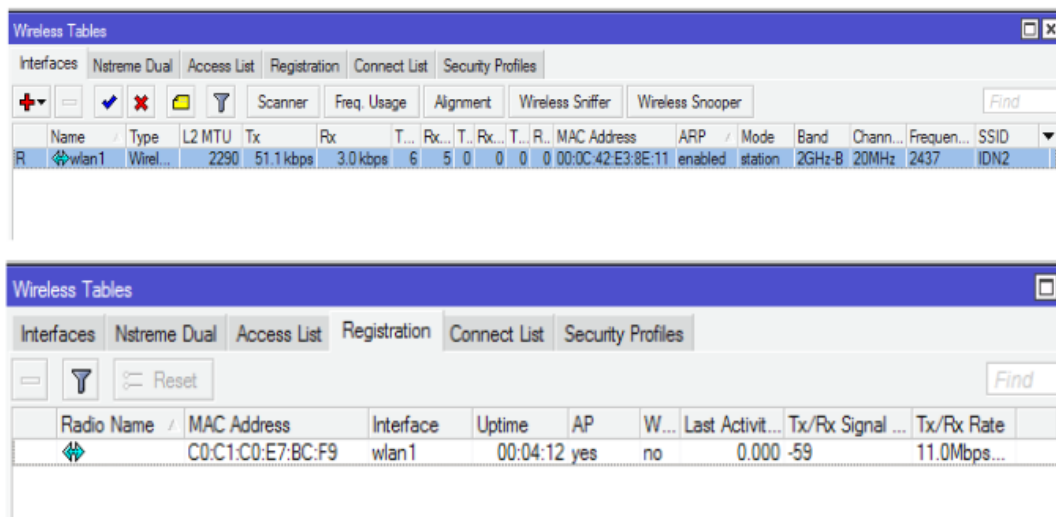 Wireless Tables
Interfaces Nstreme Dual Access List Registration Connect List Security Profiles
Scanner Freq. Usage Alignment Wireless Sniffer Wireless Snooper Find
Name Type L2 MTU Tx Rx T... Rx... T... Rx... T... R... MAC Address ARP Mode Band Chann... Frequen... SSID
R wlan1 Wirel... 2290 51.1 kbps 3.0 kbps 6 5 0 0 0 0 00:0C:42:E3:8E:11 enabled station 2GHz-B 20MHz 2437 IDN2
Wireless Tables
Interfaces Nstreme Dual Access List Registration Connect List Security Profiles
Reset Find
Radio Name MAC Address Interface Uptime AP W... Last Activit... Tx/Rx Signal ... Tx/Rx Rate
C0:C1:C0:E7:BC:F9 wlan1 00:04:12 yes no 0.000 -59 11.0Mbps...